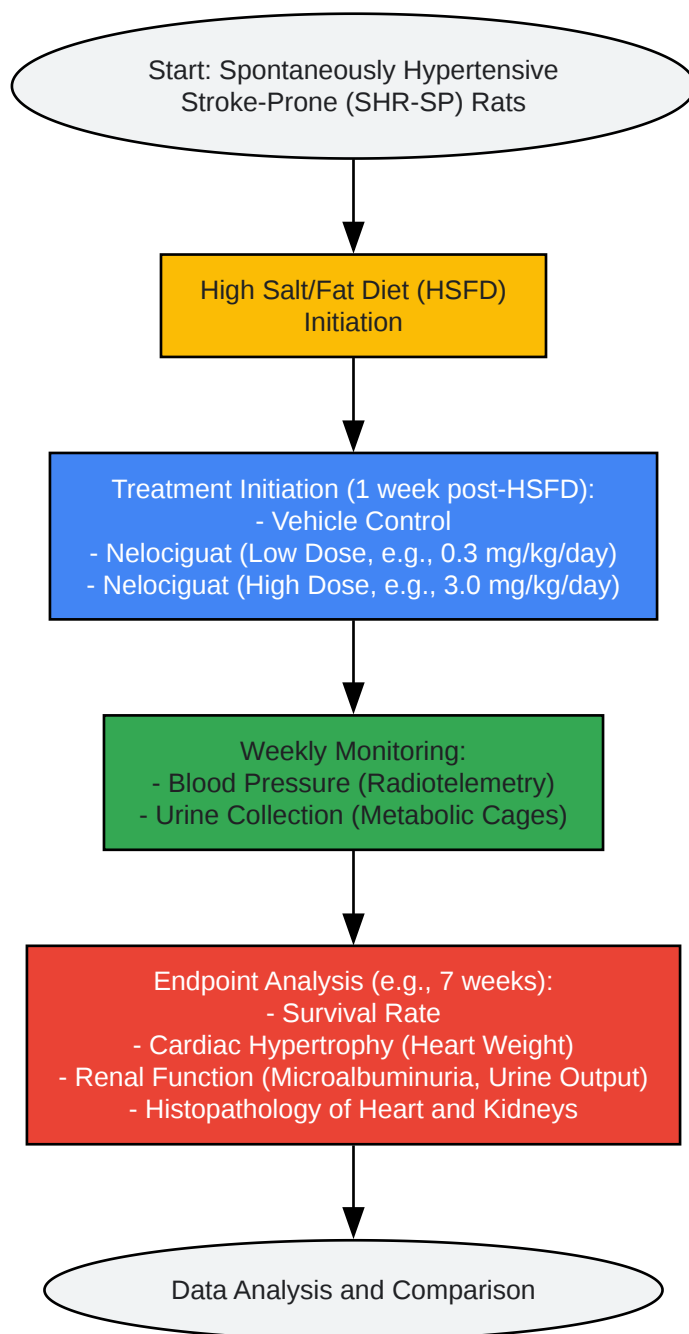 Start: Spontaneously Hypertensive
Stroke-Prone (SHR-SP) Rats
High Salt/Fat Diet (HSFD)
Initiation
Treatment Initiation (1 week post-HSFD):
- Vehicle Control
- Nelociguat (Low Dose, e.g., 0.3 mg/kg/day)
- Nelociguat (High Dose, e.g., 3.0 mg/kg/day)
Weekly Monitoring:
- Blood Pressure (Radiotelemetry)
- Urine Collection (Metabolic Cages)
Endpoint Analysis (e.g., 7 weeks):
- Survival Rate
- Cardiac Hypertrophy (Heart Weight)
- Renal Function (Microalbuminuria, Urine Output)
- Histopathology of Heart and Kidneys
Data Analysis and Comparison